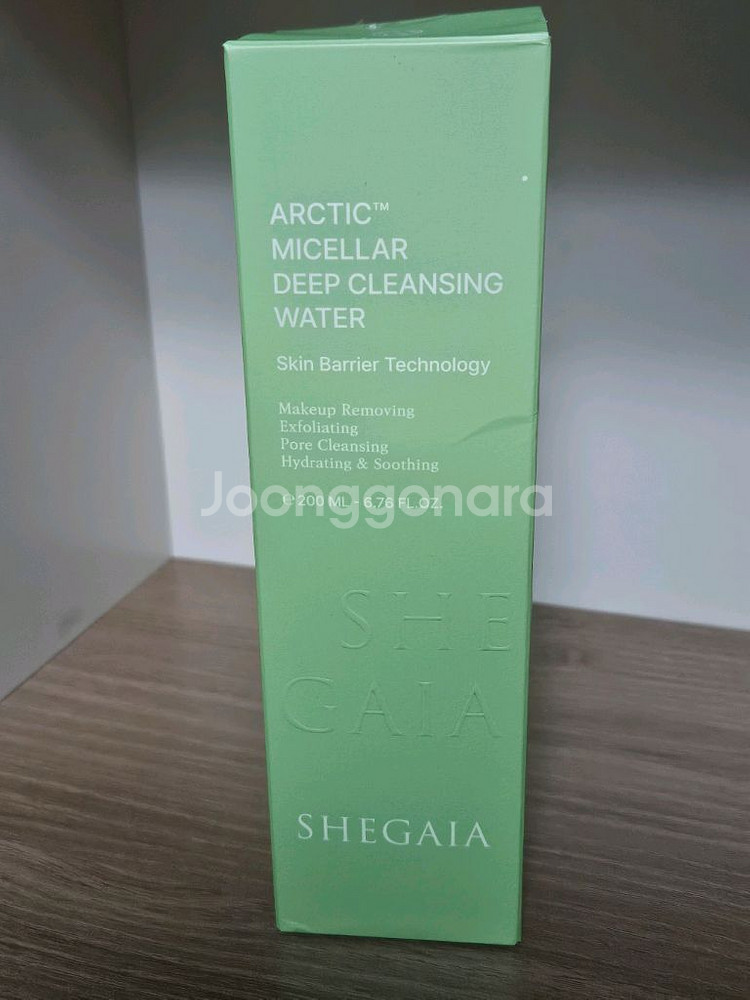 ARCTIC™
MICELLAR
DEEP CLEANSING
WATER
Skin Barrier Technology
Makeup Removing
Exfoliating
Pore Cleansing
Hydrating & Soothing
℮ 200 ML - 6.76 FL.OZ.
Joonggonara
SHE
GAIA
SHEGAIA